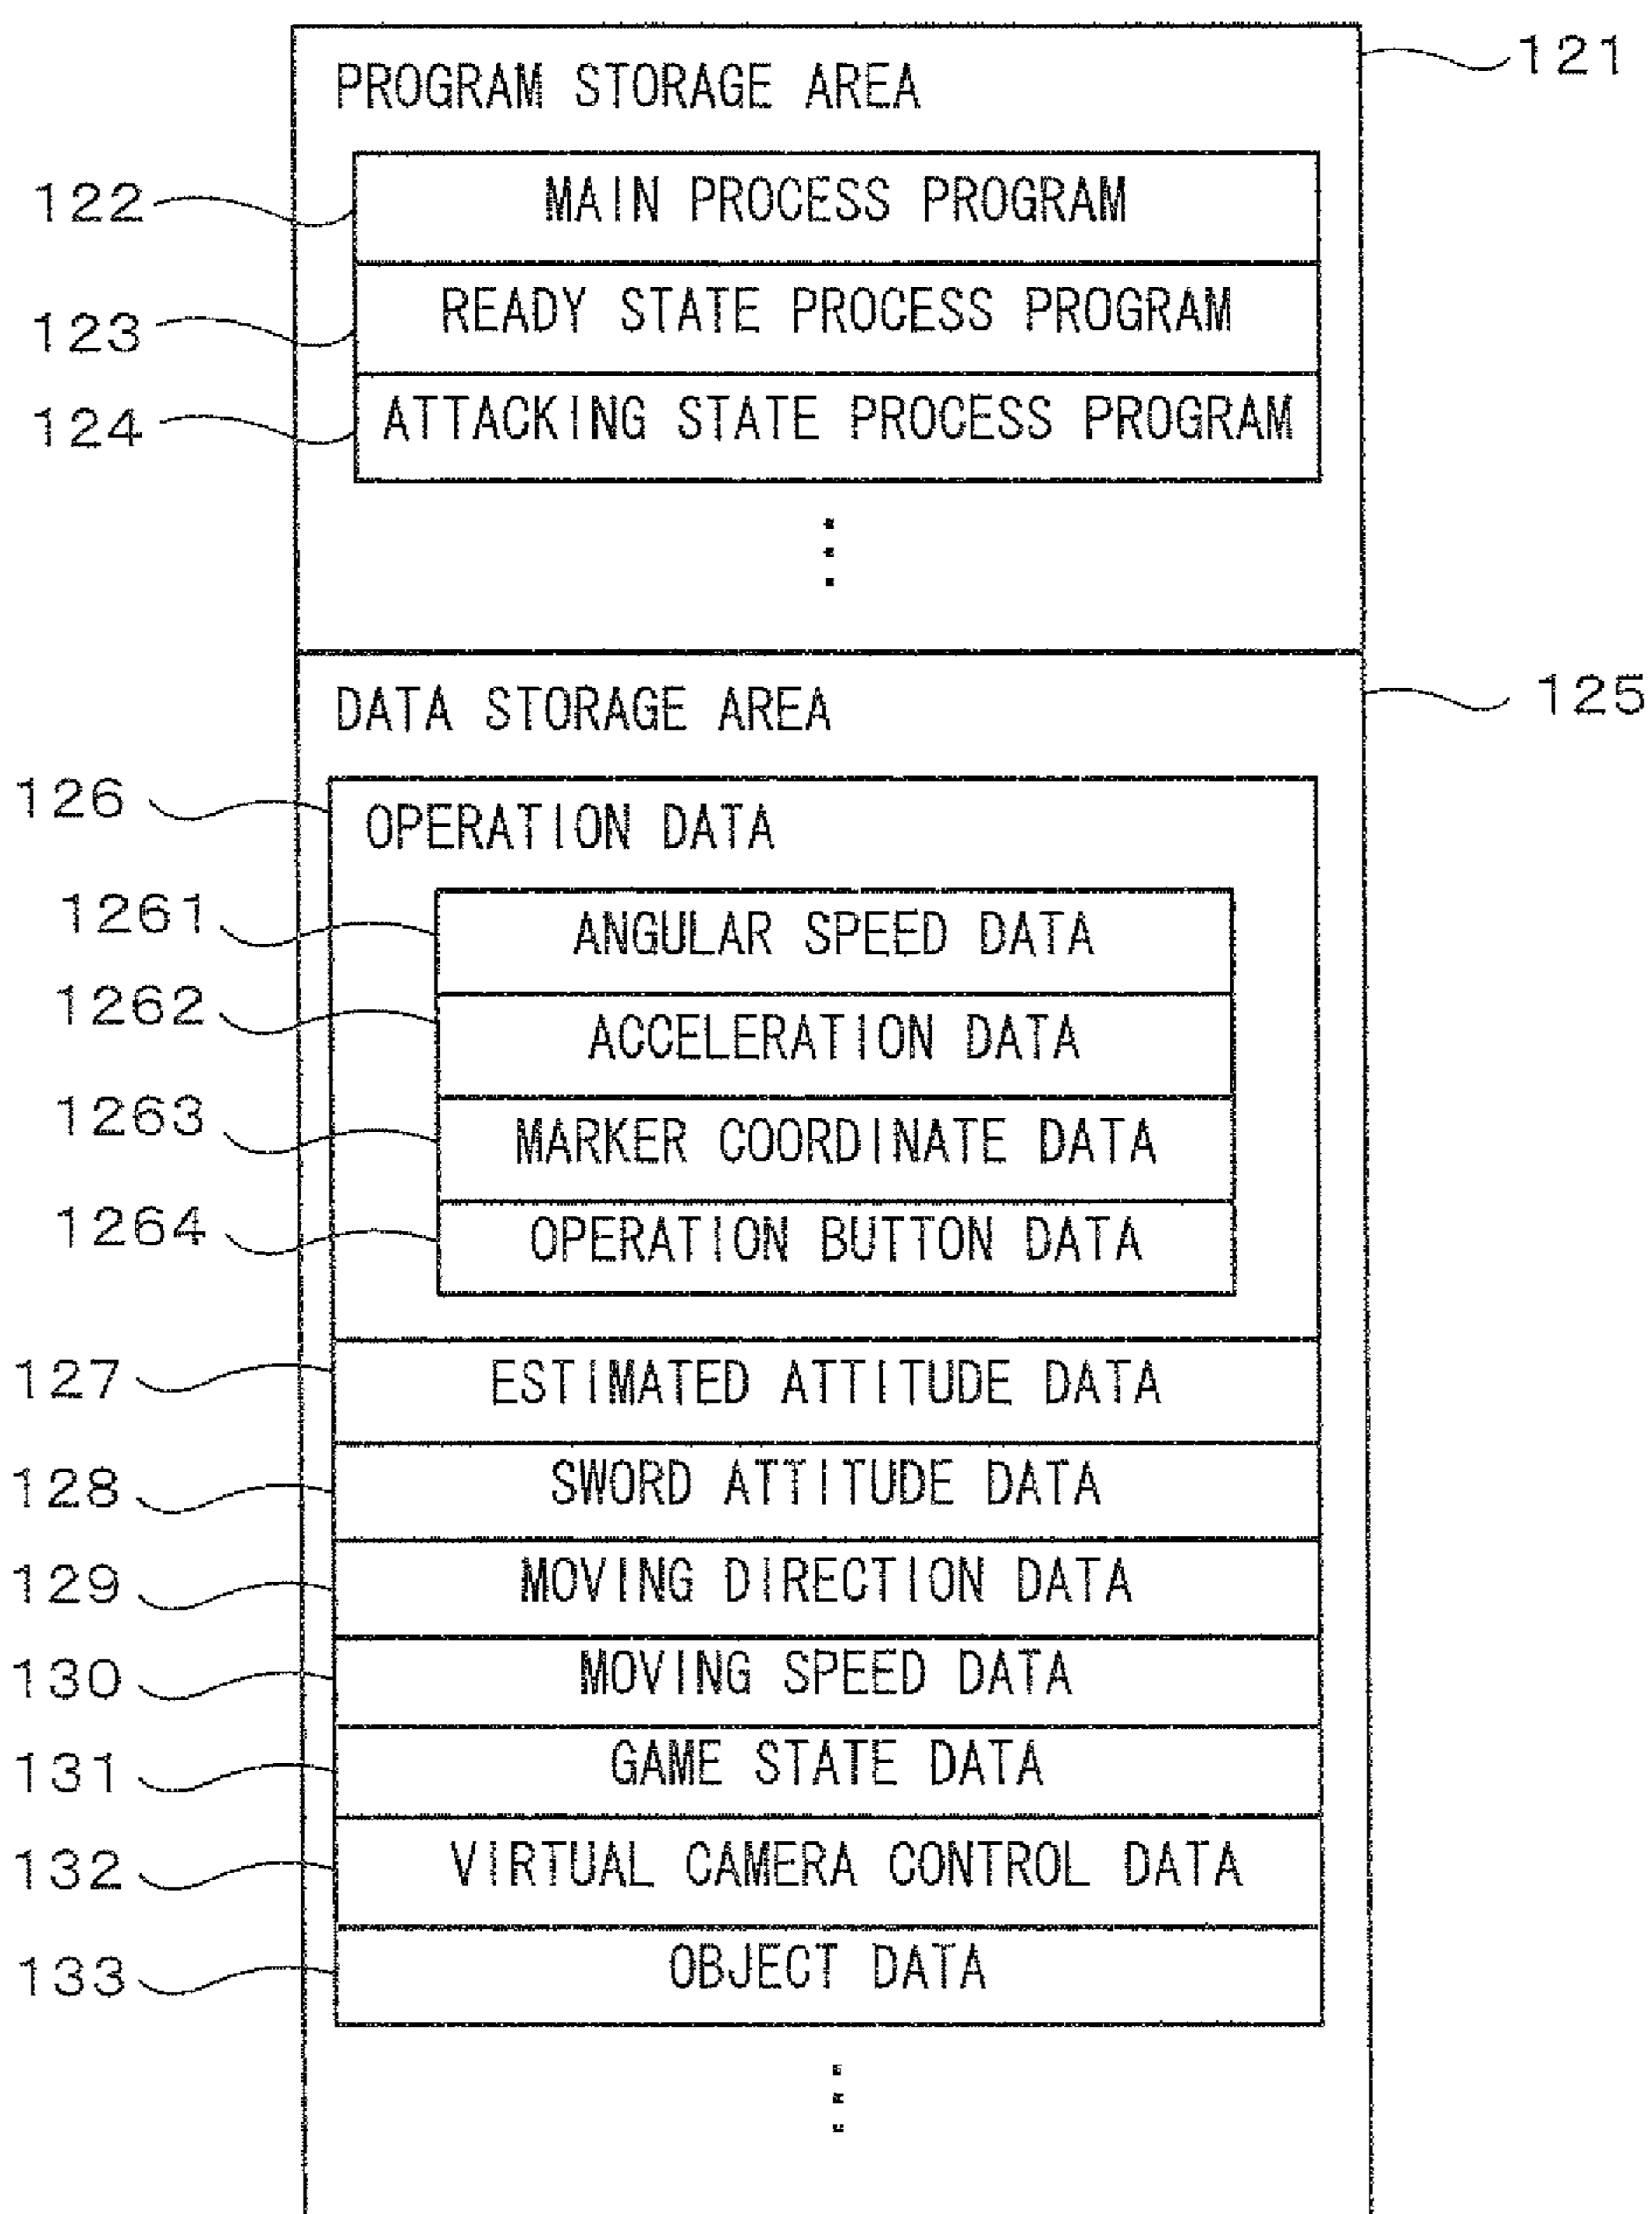 PROGRAM STORAGE AREA 121
122 MAIN PROCESS PROGRAM
123 READY STATE PROCESS PROGRAM
124 ATTACKING STATE PROCESS PROGRAM
DATA STORAGE AREA 125
126 OPERATION DATA
1261 ANGULAR SPEED DATA
1262 ACCELERATION DATA
1263 MARKER COORDINATE DATA
1264 OPERATION BUTTON DATA
127 ESTIMATED ATTITUDE DATA
128 SWORD ATTITUDE DATA
129 MOVING DIRECTION DATA
130 MOVING SPEED DATA
131 GAME STATE DATA
132 VIRTUAL CAMERA CONTROL DATA
133 OBJECT DATA